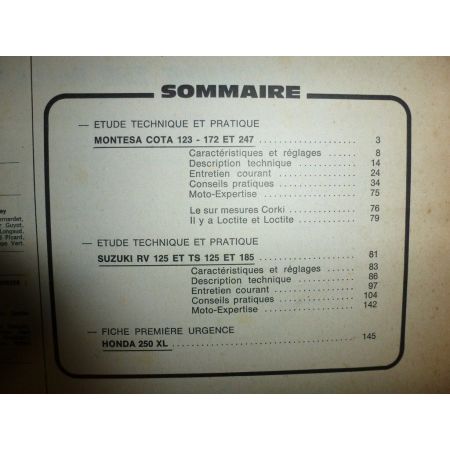 SOMMAIRE
— ETUDE TECHNIQUE ET PRATIQUE
MONTESA COTA 123 - 172 ET 247 .................... 3
Caractéristiques et réglages ....... 8
Description technique ............. 14
Entretien courant ................. 24
Conseils pratiques ................ 34
Moto-Expertise .................... 75
Le sur mesures Corki .............. 76
Il y a Loctite et Loctite ......... 79
— ETUDE TECHNIQUE ET PRATIQUE
SUZUKI RV 125 ET TS 125 ET 185 .................... 81
Caractéristiques et réglages ....... 83
Description technique ............. 86
Entretien courant ................. 97
Conseils pratiques ................ 104
Moto-Expertise .................... 142
— FICHE PREMIÈRE URGENCE
HONDA 250 XL .................... 145